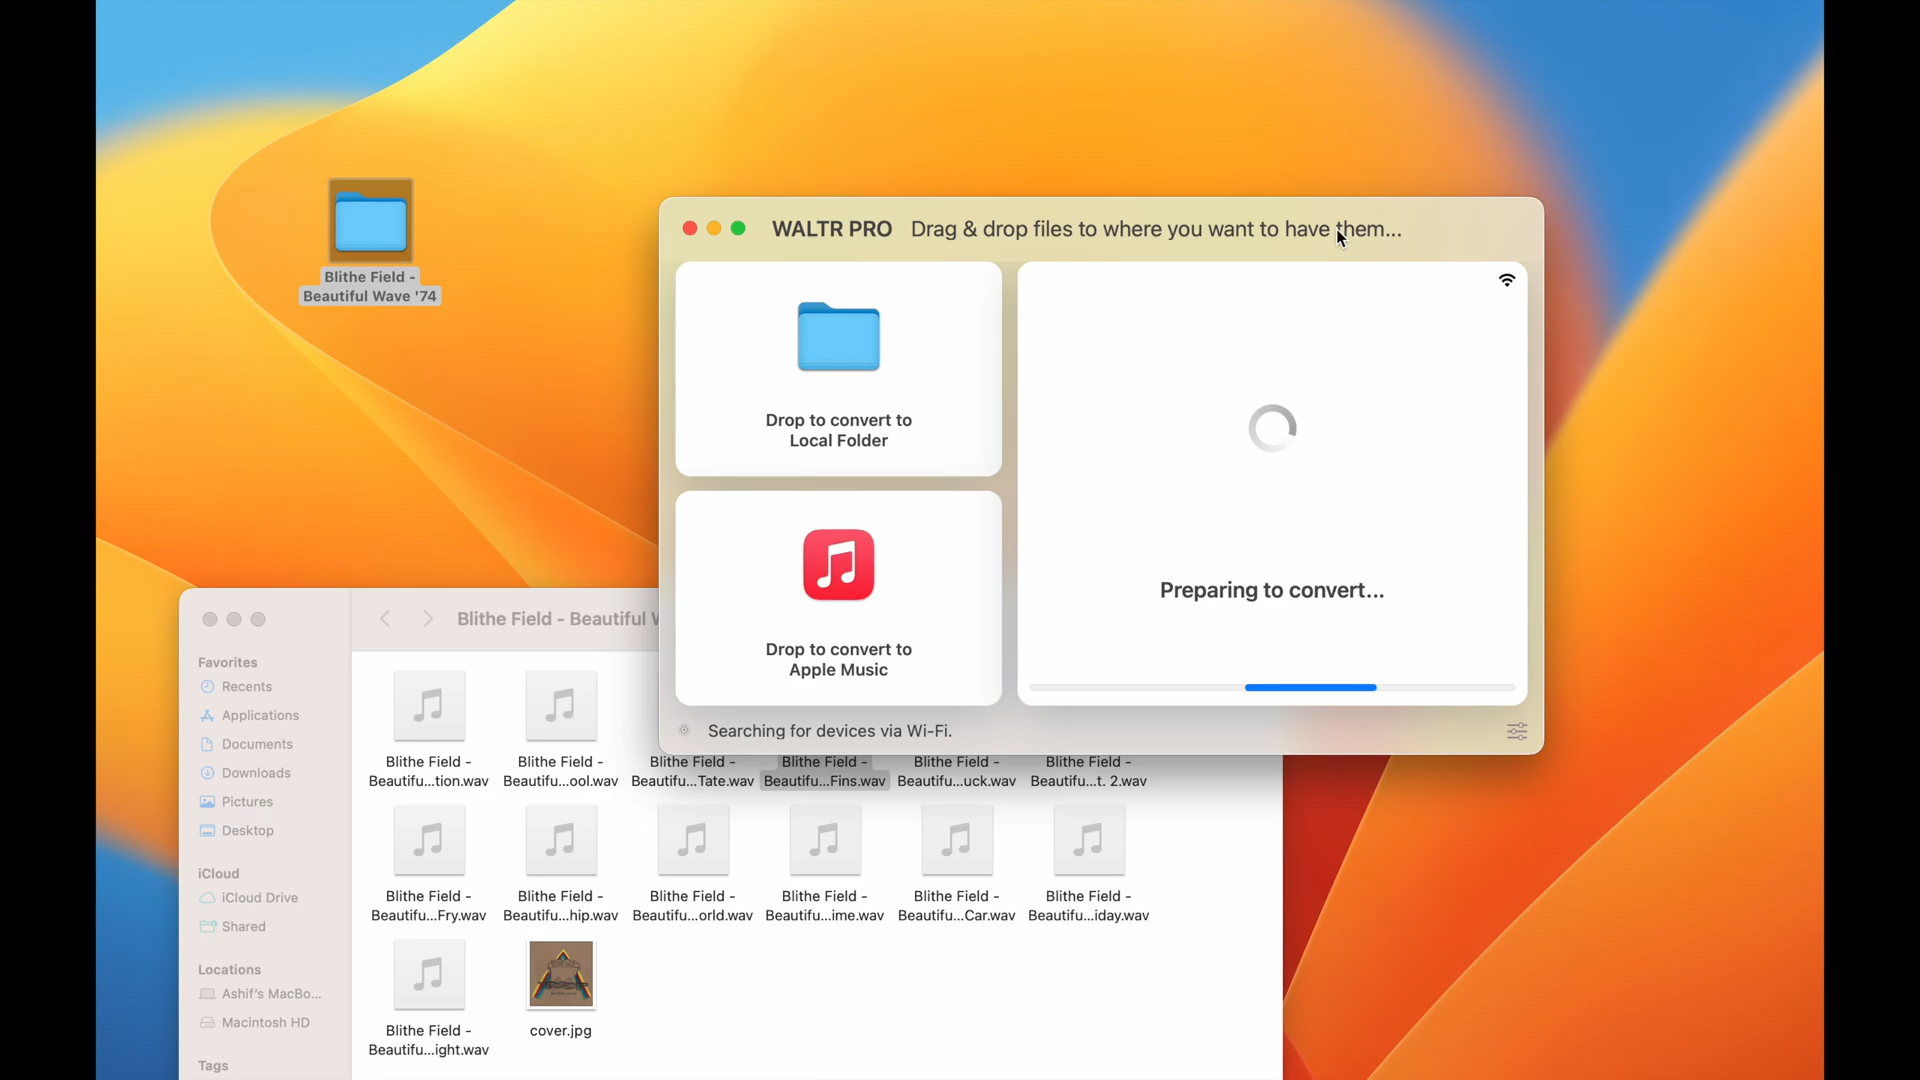 Blithe Field -
Beautiful Wave '74
WALTR PRO Drag & drop files to where you want to have them...
Drop to convert to
Local Folder
Drop to convert to
Apple Music
Preparing to convert...
Searching for devices via Wi-Fi.
Blithe Field - Beautiful
Favorites
Recents
Applications
Documents
Downloads
Pictures
Desktop
iCloud
iCloud Drive
Shared
Locations
Ashif's MacBo...
Macintosh HD
Tags
Blithe Field -
Beautifu...tion.wav
Blithe Field -
Beautifu...ool.wav
Blithe Field -
Beautifu...Tate.wav
Blithe Field -
Beautifu...Fins.wav
Blithe Field -
Beautifu...uck.wav
Blithe Field -
Beautifu...t. 2.wav
Blithe Field -
Beautifu...Fry.wav
Blithe Field -
Beautifu...hip.wav
Blithe Field -
Beautifu...orld.wav
Blithe Field -
Beautifu...ime.wav
Blithe Field -
Beautifu...Car.wav
Blithe Field -
Beautifu...iday.wav
Blithe Field -
Beautifu...ight.wav
cover.jpg